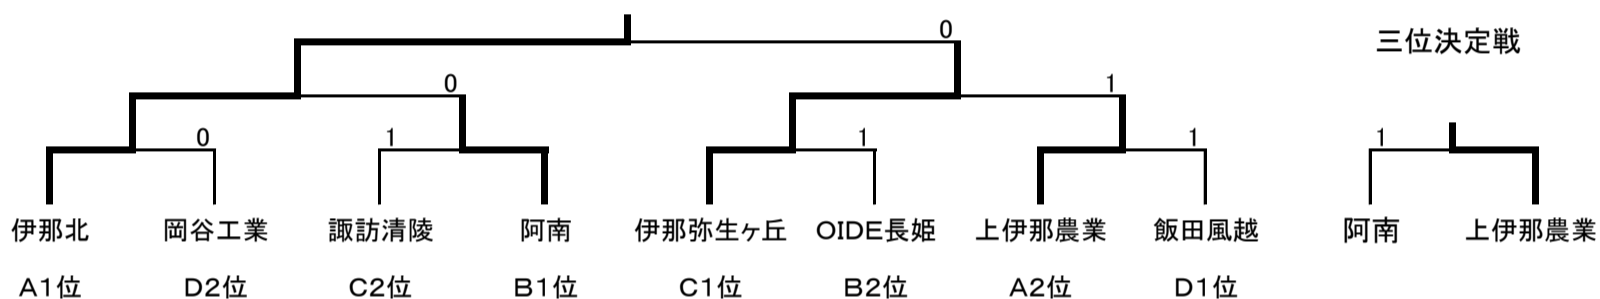 0
三位決定戦
0 1
0 1 1 1 1
伊那北 岡谷工業 諏訪清陵 阿南 伊那弥生ヶ丘 OIDE長姫 上伊那農業 飯田風越 阿南 上伊那農業
A1位 D2位 C2位 B1位 C1位 B2位 A2位 D1位